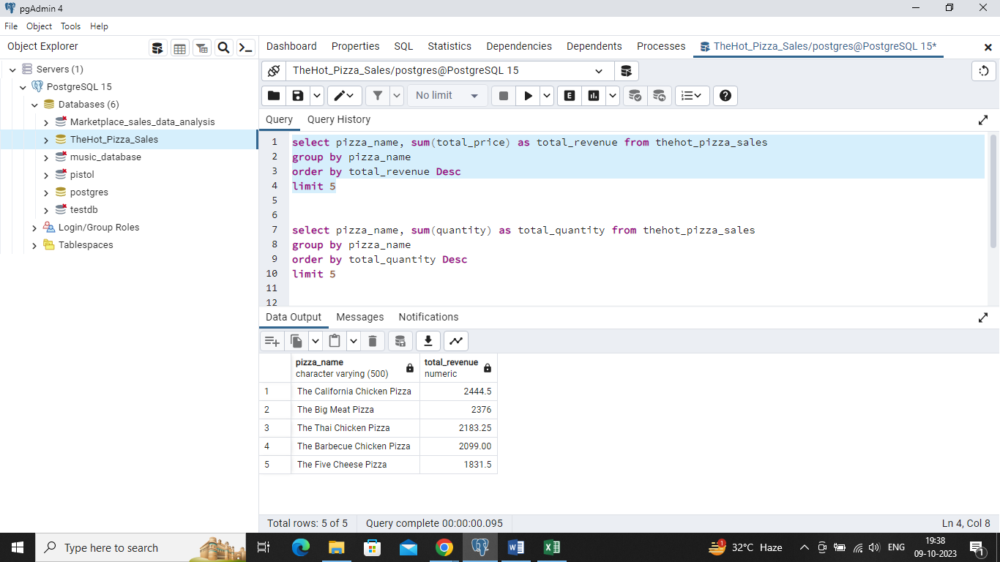 pgAdmin 4
File Object Tools Help
Object Explorer
Servers (1)
PostgreSQL 15
Databases (6)
Marketplace_sales_data_analysis
TheHot_Pizza_Sales
music_database
pistol
postgres
testdb
Login/Group Roles
Tablespaces
Dashboard Properties SQL Statistics Dependencies Dependents Processes TheHot_Pizza_Sales/postgres@PostgreSQL 15*
TheHot_Pizza_Sales/postgres@PostgreSQL 15
No limit E
Query Query History
1 select pizza_name, sum(total_price) as total_revenue from thehot_pizza_sales
2 group by pizza_name
3 order by total_revenue Desc
4 limit 5
5
6
7 select pizza_name, sum(quantity) as total_quantity from thehot_pizza_sales
8 group by pizza_name
9 order by total_quantity Desc
10 limit 5
11
12
Data Output Messages Notifications
pizza_name total_revenue
character varying (500) numeric
1 The California Chicken Pizza 2444.5
2 The Big Meat Pizza 2376
3 The Thai Chicken Pizza 2183.25
4 The Barbecue Chicken Pizza 2099.00
5 The Five Cheese Pizza 1831.5
Total rows: 5 of 5 Query complete 00:00:00.095 Ln 4, Col 8
Type here to search 1 32°C Haze ENG 19:38
09-10-2023 1